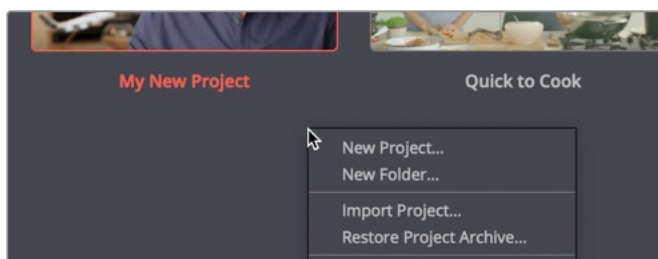 My New Project
Quick to Cook
New Project...
New Folder...
Import Project...
Restore Project Archive...